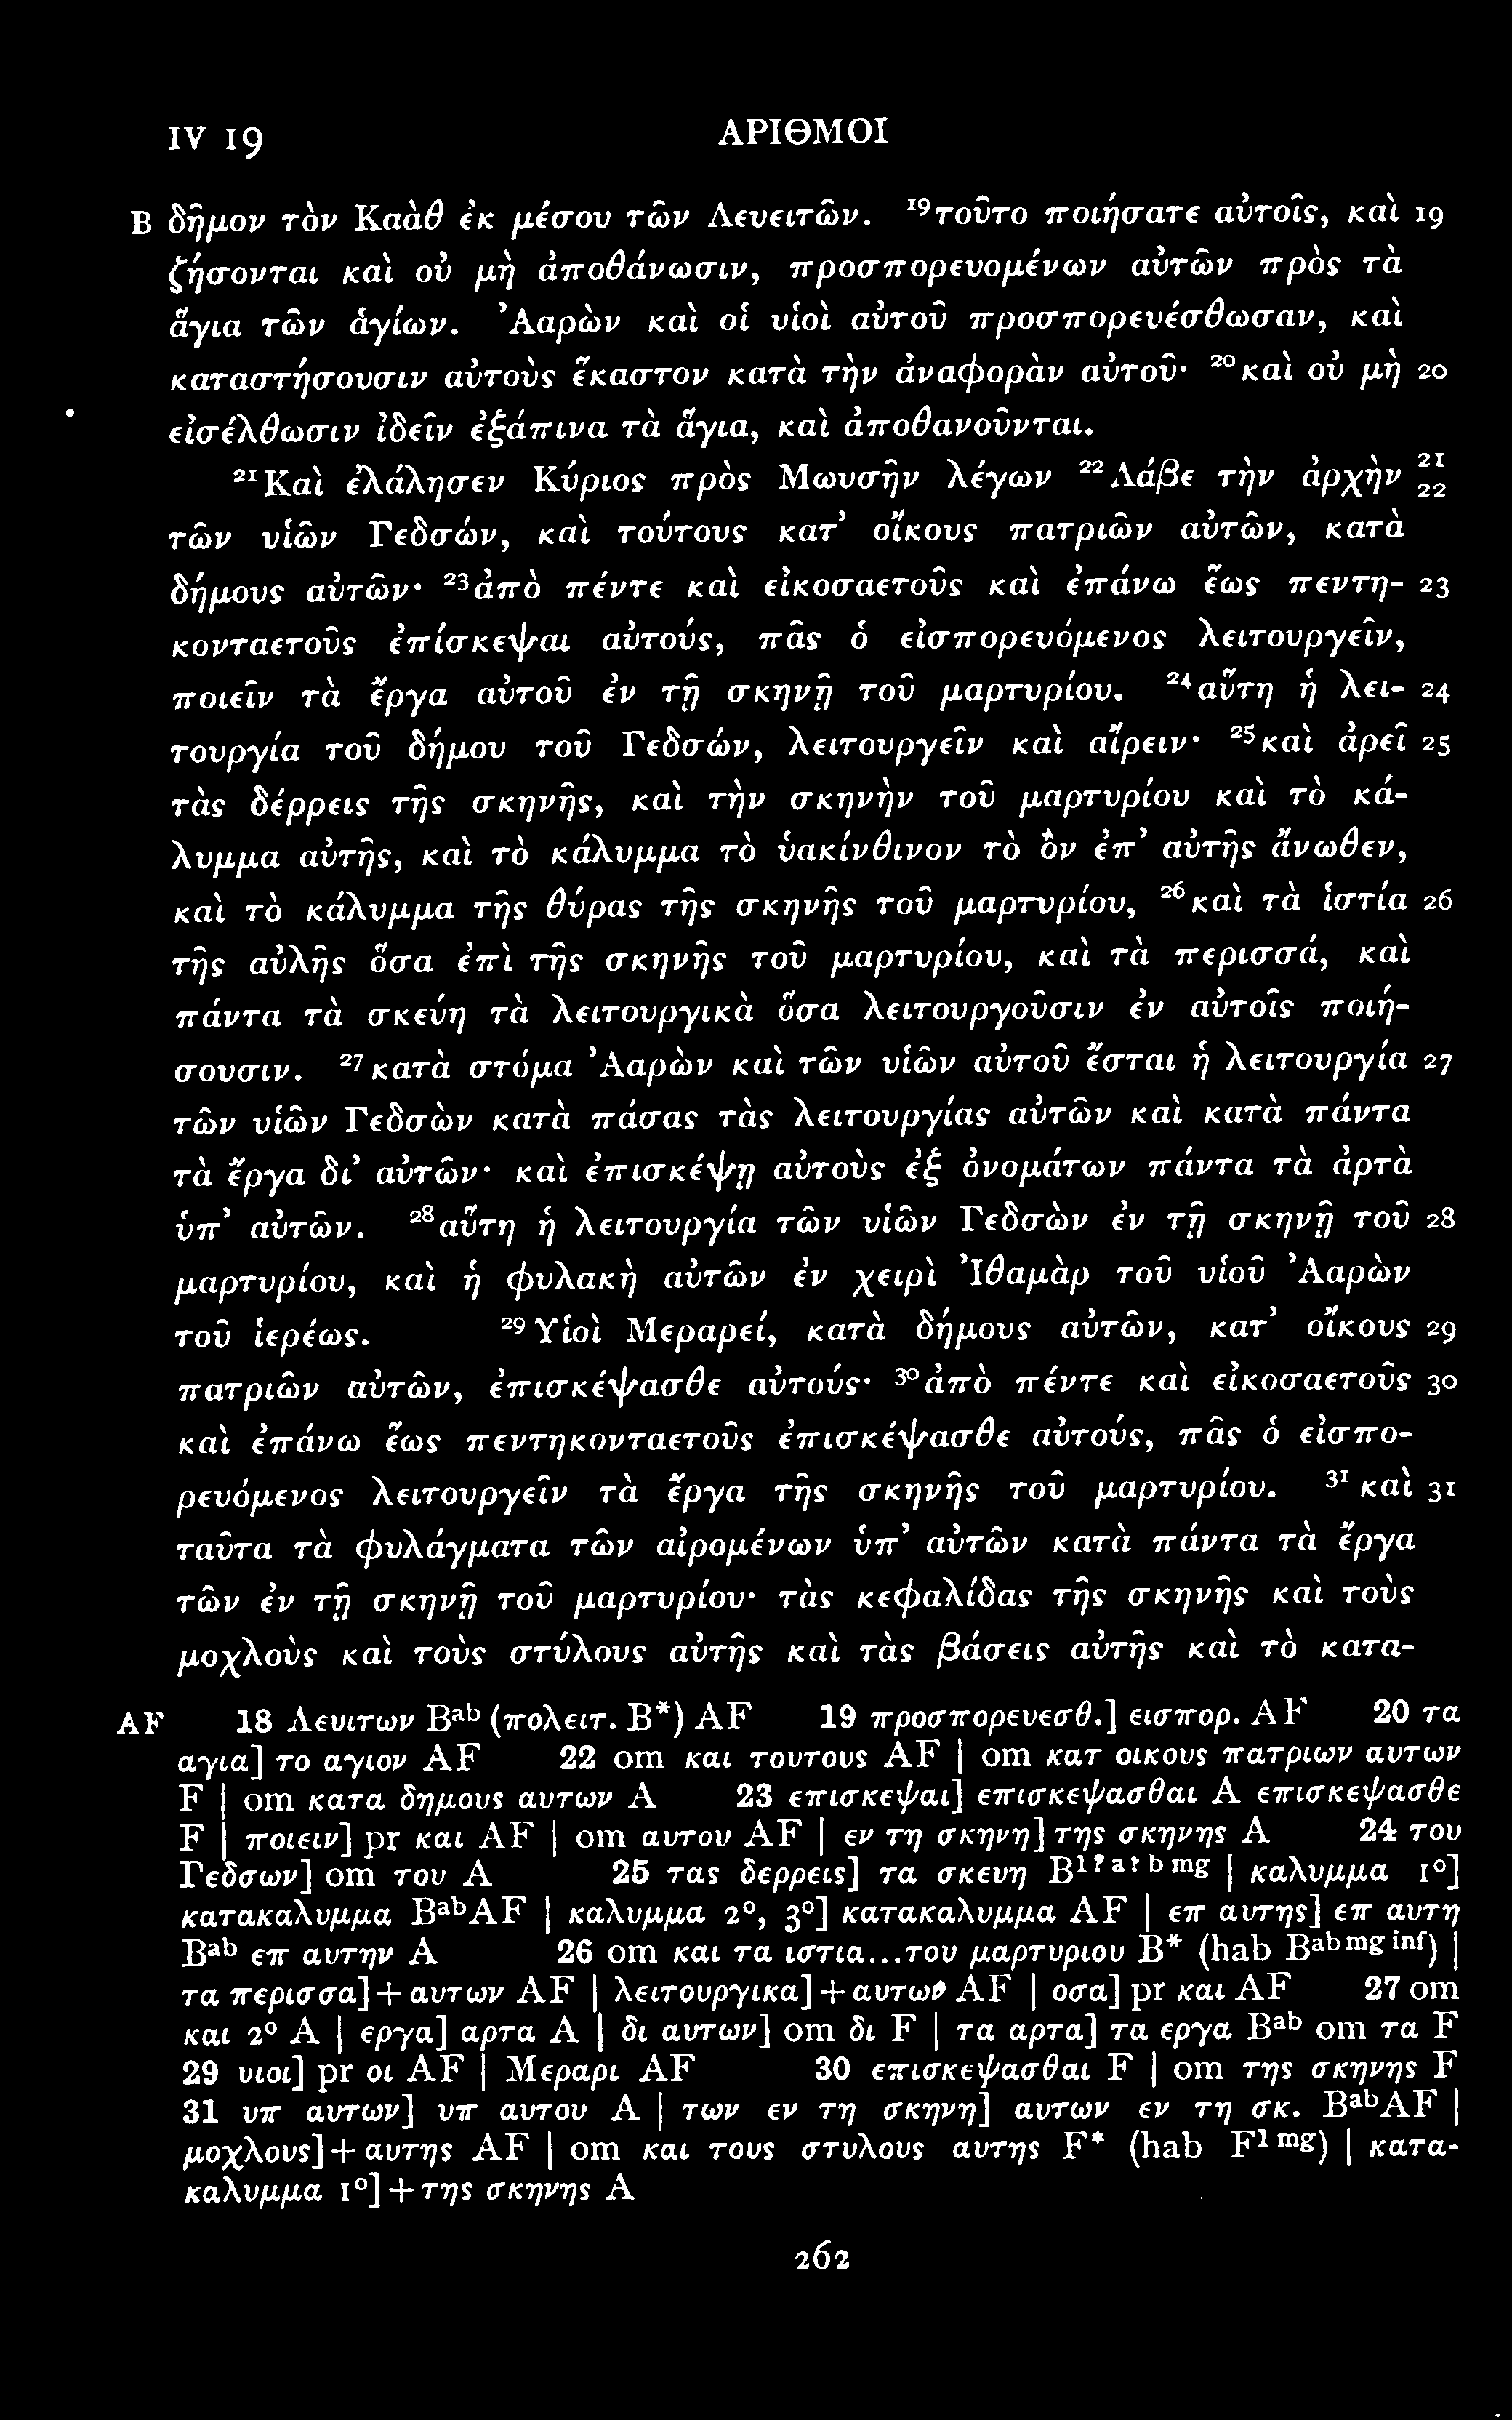 IV 19 ΑΡΙΘΜΟΙ
B δῆμον τὸν Καὰθ ἐκ μέσου τῶν Λευειτῶν. ¹⁹τοῦτο ποιήσατε αὐτοῖς, καὶ 19
ζήσονται καὶ οὐ μὴ ἀποθάνωσιν, προσπορευομένων αὐτῶν πρὸς τὰ
ἅγια τῶν ἁγίων. Ἀαρὼν καὶ οἱ υἱοὶ αὐτοῦ προσπορευέσθωσαν, καὶ
καταστήσουσιν αὐτοὺς ἕκαστον κατὰ τὴν ἀναφορὰν αὐτοῦ· ²⁰καὶ οὐ μὴ 20
εἰσέλθωσιν ἰδεῖν ἐξάπινα τὰ ἅγια, καὶ ἀποθανοῦνται.
²¹Καὶ ἐλάλησεν Κύριος πρὸς Μωυσῆν λέγων ²²Λάβε τὴν ἀρχὴν 21 22
τῶν υἱῶν Γεδσών, καὶ τούτους κατ’ οἴκους πατριῶν αὐτῶν, κατὰ
δήμους αὐτῶν· ²³ἀπὸ πέντε καὶ εἰκοσαετοῦς καὶ ἐπάνω ἕως πεντη- 23
κονταετοῦς ἐπίσκεψαι αὐτούς, πᾶς ὁ εἰσπορευόμενος λειτουργεῖν,
ποιεῖν τὰ ἔργα αὐτοῦ ἐν τῇ σκηνῇ τοῦ μαρτυρίου. ²⁴αὕτη ἡ λει- 24
τουργία τοῦ δήμου τοῦ Γεδσών, λειτουργεῖν καὶ αἴρειν· ²⁵καὶ ἀρεῖ 25
τὰς δέρρεις τῆς σκηνῆς, καὶ τὴν σκηνὴν τοῦ μαρτυρίου καὶ τὸ κά-
λυμμα αὐτῆς, καὶ τὸ κάλυμμα τὸ ὑακίνθινον τὸ ὂν ἐπ’ αὐτῆς ἄνωθεν,
καὶ τὸ κάλυμμα τῆς θύρας τῆς σκηνῆς τοῦ μαρτυρίου, ²⁶καὶ τὰ ἱστία 26
τῆς αὐλῆς ὅσα ἐπὶ τῆς σκηνῆς τοῦ μαρτυρίου, καὶ τὰ περισσά, καὶ
πάντα τὰ σκεύη τὰ λειτουργικὰ ὅσα λειτουργοῦσιν ἐν αὐτοῖς ποιή-
σουσιν. ²⁷κατὰ στόμα Ἀαρὼν καὶ τῶν υἱῶν αὐτοῦ ἔσται ἡ λειτουργία 27
τῶν υἱῶν Γεδσὼν κατὰ πάσας τὰς λειτουργίας αὐτῶν καὶ κατὰ πάντα
τὰ ἔργα δι’ αὐτῶν· καὶ ἐπισκέψῃ αὐτοὺς ἐξ ὀνομάτων πάντα τὰ ἀρτὰ
ὑπ’ αὐτῶν. ²⁸αὕτη ἡ λειτουργία τῶν υἱῶν Γεδσὼν ἐν τῇ σκηνῇ τοῦ 28
μαρτυρίου, καὶ ἡ φυλακὴ αὐτῶν ἐν χειρὶ Ἰθαμὰρ τοῦ υἱοῦ Ἀαρὼν
τοῦ ἱερέως. ²⁹Υἱοὶ Μεραρεί, κατὰ δήμους αὐτῶν, κατ’ οἴκους 29
πατριῶν αὐτῶν, ἐπισκέψασθε αὐτούς· ³⁰ἀπὸ πέντε καὶ εἰκοσαετοῦς 30
καὶ ἐπάνω ἕως πεντηκονταετοῦς ἐπισκέψασθε αὐτούς, πᾶς ὁ εἰσπο-
ρευόμενος λειτουργεῖν τὰ ἔργα τῆς σκηνῆς τοῦ μαρτυρίου. ³¹καὶ 31
ταῦτα τὰ φυλάγματα τῶν αἰρομένων ὑπ’ αὐτῶν κατὰ πάντα τὰ ἔργα
τῶν ἐν τῇ σκηνῇ τοῦ μαρτυρίου· τὰς κεφαλίδας τῆς σκηνῆς καὶ τοὺς
μοχλοὺς καὶ τοὺς στύλους αὐτῆς καὶ τὰς βάσεις αὐτῆς καὶ τὸ κατα-
AF 18 Λευιτων Bᵃᵇ (πολειτ. B*) AF 19 προσπορευεσθ.] εισπορ. AF 20 τα
αγια] το αγιον AF 22 om και τουτους AF | om κατ οικους πατριων αυτων
F | om κατα δημους αυτων A 23 επισκεψαι] επισκεψασθαι A επισκεψασθε
F | ποιειν] pr και AF | om αυτου AF | εν τη σκηνη] της σκηνης A 24 του
Γεδσων] om του A 25 τας δερρεις] τα σκευη B¹ˀᵃˀᵇᵐᵍ | καλυμμα 1°]
κατακαλυμμα BᵃᵇAF | καλυμμα 2°, 3°] κατακαλυμμα AF | επ αυτης] επ αυτη
Bᵃᵇ επ αυτην A 26 om και τα ιστια...του μαρτυριου B* (hab Bᵃᵇᵐᵍⁱⁿᶠ) |
τα περισσα] + αυτων AF | λειτουργικα] + αυτων AF | οσα] pr και AF 27 om
και 2° A | εργα] αρτα A | δι αυτων] om δι F | τα αρτα] τα εργα Bᵃᵇ om τα F
29 υιοι] pr οι AF | Μεραρι AF 30 επισκεψασθαι F | om της σκηνης F
31 υπ αυτων] υπ αυτου A | των εν τη σκηνη] αυτων εν τη σκ. BᵃᵇAF |
μοχλους] + αυτης AF | om και τους στυλους αυτης F* (hab F¹ᵐᵍ) | κατα-
καλυμμα 1°] + της σκηνης A
262